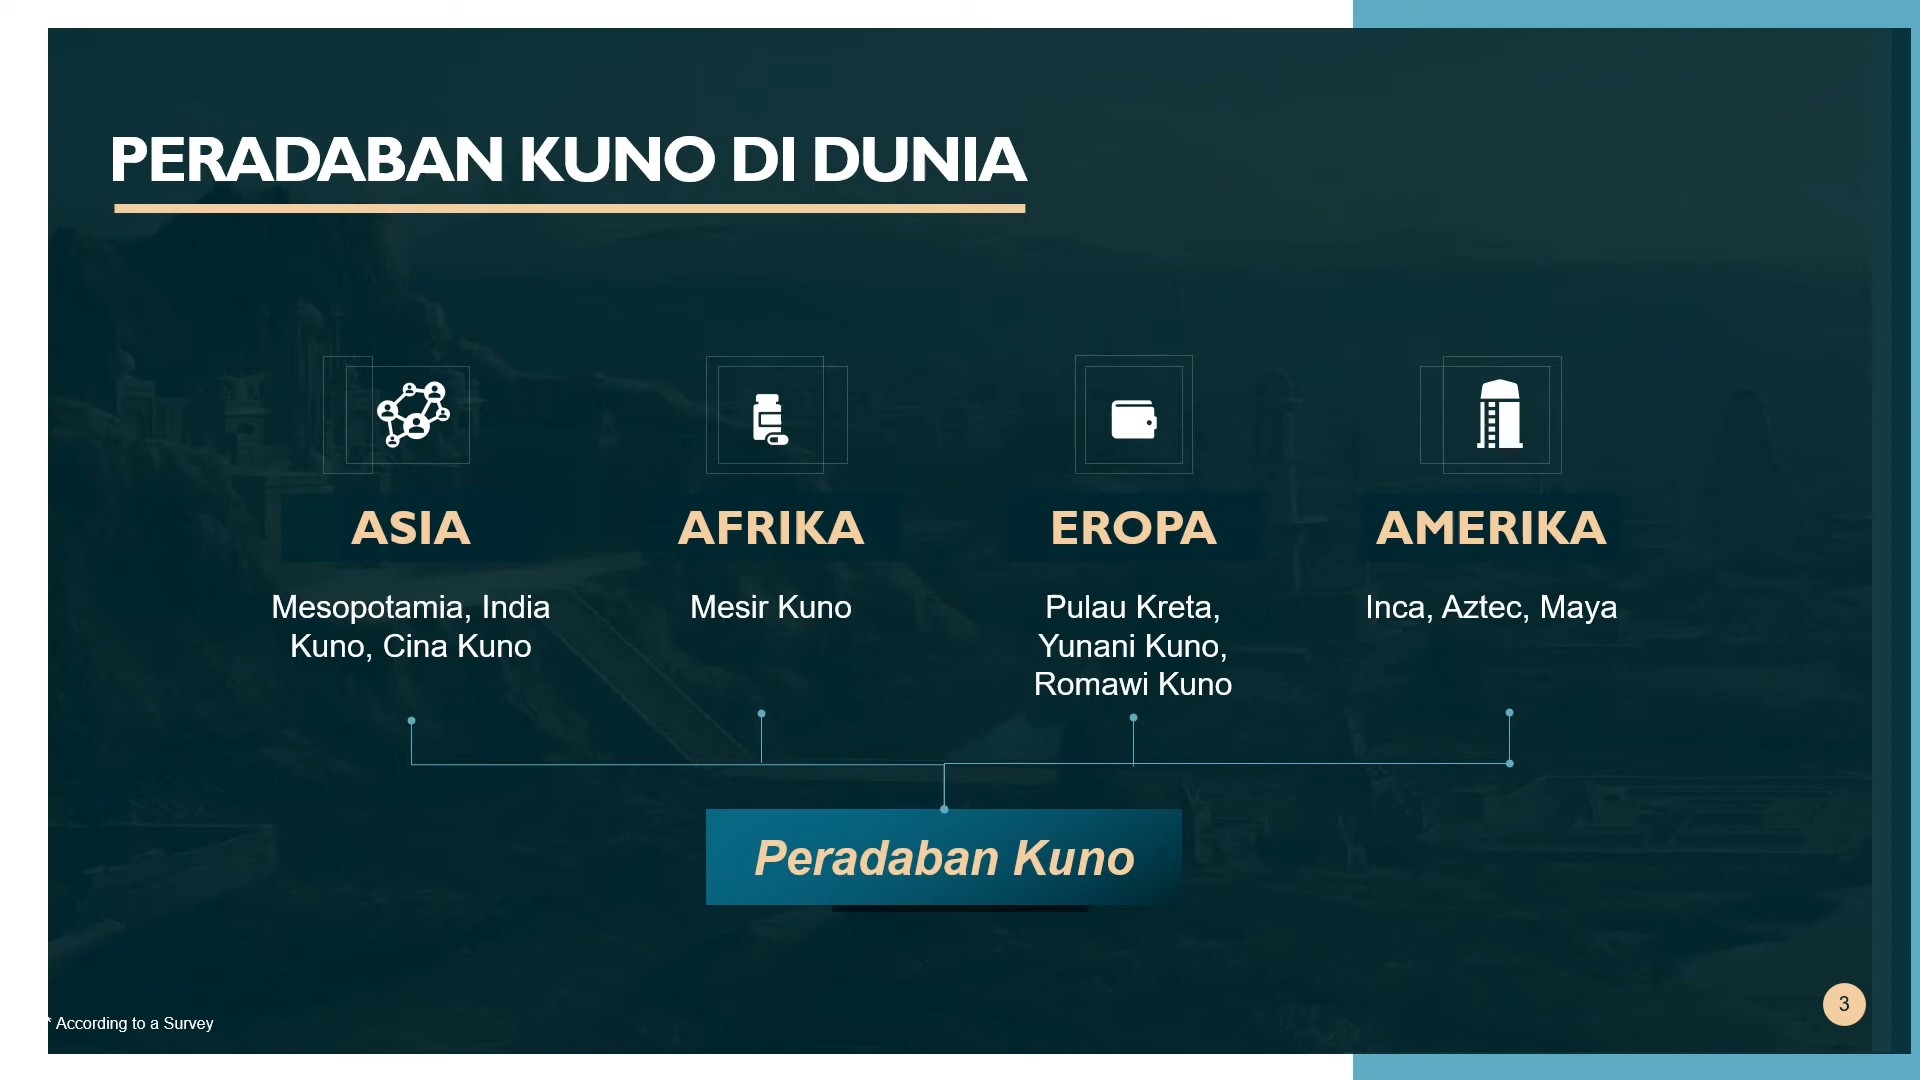 PERADABAN KUNO DI DUNIA
ASIA
Mesopotamia, India
Kuno, Cina Kuno
AFRIKA
Mesir Kuno
EROPA
Pulau Kreta,
Yunani Kuno,
Romawi Kuno
AMERIKA
Inca, Aztec, Maya
Peradaban Kuno
* According to a Survey
3